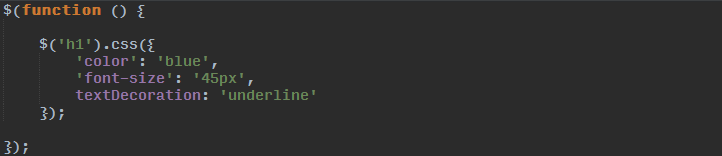 $(function () {
$('h1').css({
'color': 'blue',
'font-size': '45px',
textDecoration: 'underline'
});
});